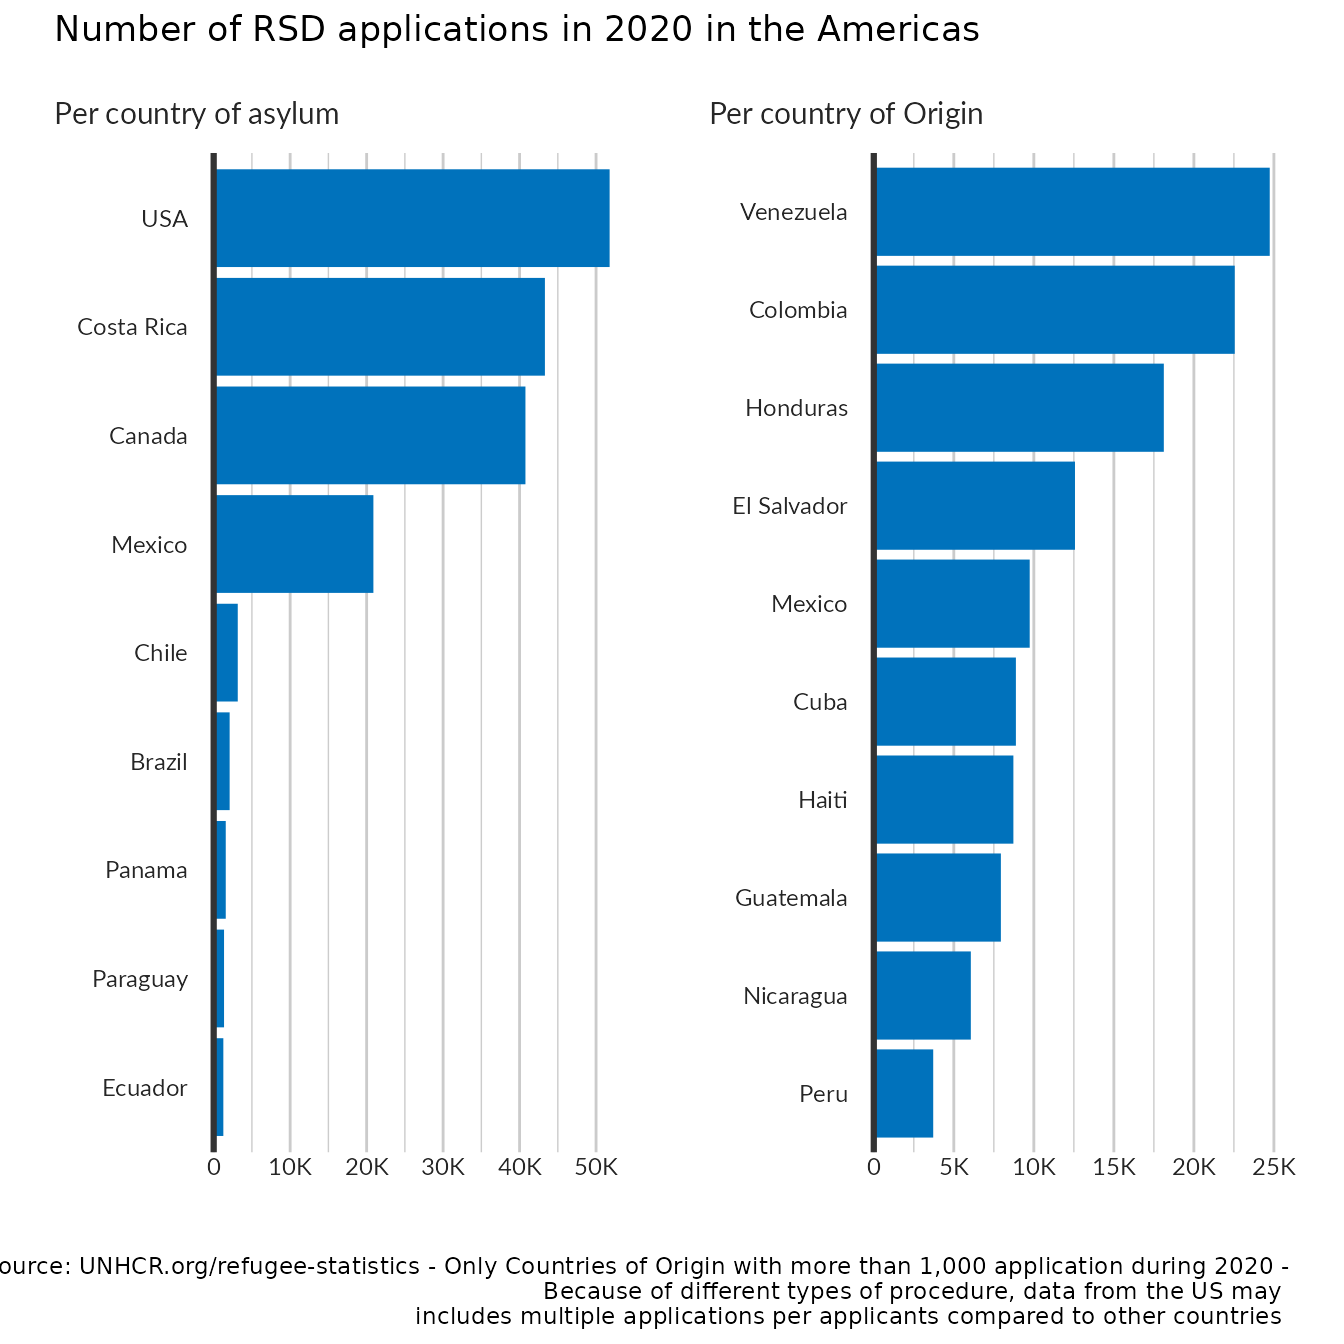 Number of RSD applications in 2020 in the Americas
Per country of asylum
USA
Costa Rica
Canada
Mexico
Chile
Brazil
Panama
Paraguay
Ecuador
0 10K 20K 30K 40K 50K
Per country of Origin
Venezuela
Colombia
Honduras
El Salvador
Mexico
Cuba
Haiti
Guatemala
Nicaragua
Peru
0 5K 10K 15K 20K 25K
ource: UNHCR.org/refugee-statistics - Only Countries of Origin with more than 1,000 application during 2020 -
Because of different types of procedure, data from the US may
includes multiple applications per applicants compared to other countries